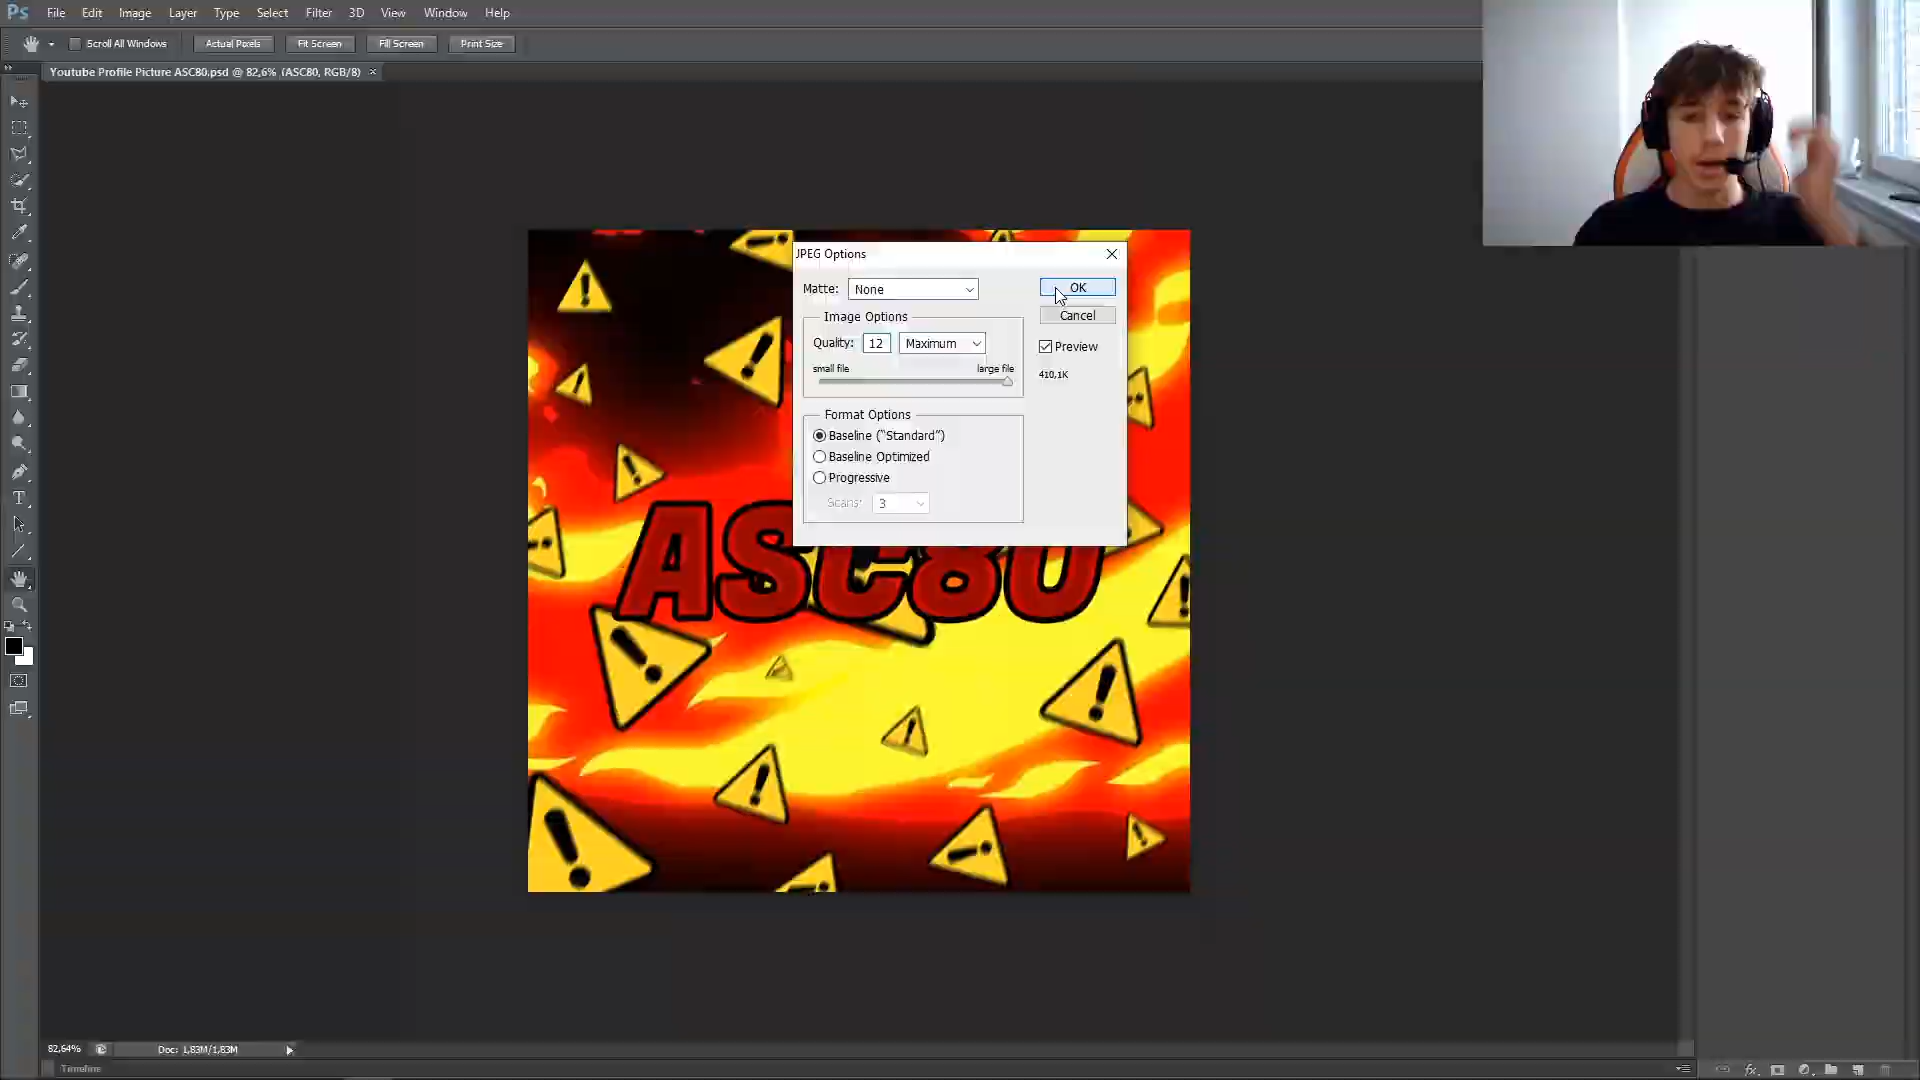 Ps File Edit Image Layer Type Select Filter 3D View Window Help
Scroll All Windows Actual Pixels Fit Screen Fill Screen Print Size
Youtube Profile Picture ASC80.psd @ 82,6% (ASC80, RGB/8) ×
JPEG Options
Matte: None
OK
Cancel
Image Options
Quality: 12 Maximum
Preview
small file large file
410,1K
Format Options
Baseline ("Standard")
Baseline Optimized
Progressive
Scans: 3
ASC80
T
82,64% Doc: 1,83M/1,83M
Timeline
fx